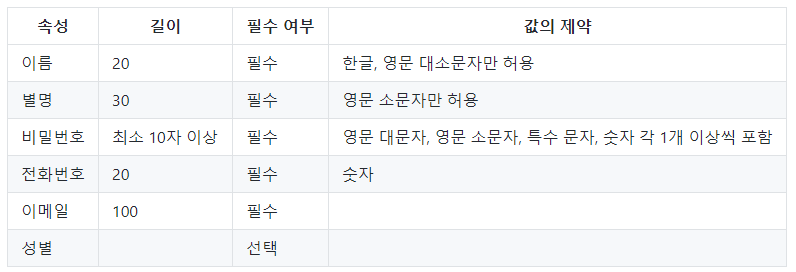 속성 길이 필수 여부 값의 제약
이름 20 필수 한글, 영문 대소문자만 허용
별명 30 필수 영문 소문자만 허용
비밀번호 최소 10자 이상 필수 영문 대문자, 영문 소문자, 특수 문자, 숫자 각 1개 이상씩 포함
전화번호 20 필수 숫자
이메일 100 필수
성별 선택